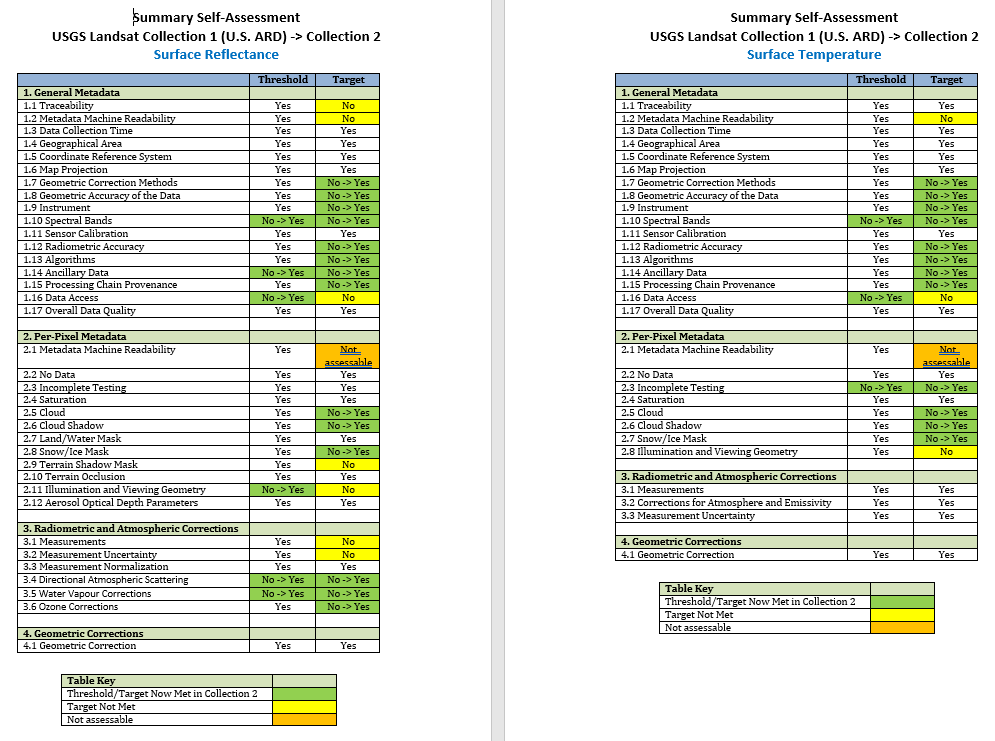 Summary Self-Assessment
USGS Landsat Collection 1 (U.S. ARD) -> Collection 2
Surface Reflectance
Threshold Target
1. General Metadata
1.1 Traceability Yes No
1.2 Metadata Machine Readability Yes No
1.3 Data Collection Time Yes Yes
1.4 Geographical Area Yes Yes
1.5 Coordinate Reference System Yes Yes
1.6 Map Projection Yes Yes
1.7 Geometric Correction Methods Yes No -> Yes
1.8 Geometric Accuracy of the Data Yes No -> Yes
1.9 Instrument Yes No -> Yes
1.10 Spectral Bands No -> Yes No -> Yes
1.11 Sensor Calibration Yes Yes
1.12 Radiometric Accuracy Yes No -> Yes
1.13 Algorithms Yes No -> Yes
1.14 Ancillary Data No -> Yes No -> Yes
1.15 Processing Chain Provenance Yes No -> Yes
1.16 Data Access No -> Yes No
1.17 Overall Data Quality Yes Yes
2. Per-Pixel Metadata
2.1 Metadata Machine Readability Yes Not
assessable
2.2 No Data Yes Yes
2.3 Incomplete Testing Yes Yes
2.4 Saturation Yes Yes
2.5 Cloud Yes No -> Yes
2.6 Cloud Shadow Yes No -> Yes
2.7 Land/Water Mask Yes Yes
2.8 Snow/Ice Mask Yes No -> Yes
2.9 Terrain Shadow Mask Yes No
2.10 Terrain Occlusion Yes Yes
2.11 Illumination and Viewing Geometry No -> Yes No
2.12 Aerosol Optical Depth Parameters Yes Yes
3. Radiometric and Atmospheric Corrections
3.1 Measurements Yes No
3.2 Measurement Uncertainty Yes No
3.3 Measurement Normalization Yes Yes
3.4 Directional Atmospheric Scattering No -> Yes No -> Yes
3.5 Water Vapour Corrections No -> Yes No -> Yes
3.6 Ozone Corrections Yes No -> Yes
4. Geometric Corrections
4.1 Geometric Correction Yes Yes
Table Key
Threshold/Target Now Met in Collection 2
Target Not Met
Not assessable
Summary Self-Assessment
USGS Landsat Collection 1 (U.S. ARD) -> Collection 2
Surface Temperature
Threshold Target
1. General Metadata
1.1 Traceability Yes Yes
1.2 Metadata Machine Readability Yes No
1.3 Data Collection Time Yes Yes
1.4 Geographical Area Yes Yes
1.5 Coordinate Reference System Yes Yes
1.6 Map Projection Yes Yes
1.7 Geometric Correction Methods Yes No -> Yes
1.8 Geometric Accuracy of the Data Yes No -> Yes
1.9 Instrument Yes No -> Yes
1.10 Spectral Bands No -> Yes No -> Yes
1.11 Sensor Calibration Yes Yes
1.12 Radiometric Accuracy Yes No -> Yes
1.13 Algorithms Yes No -> Yes
1.14 Ancillary Data Yes No -> Yes
1.15 Processing Chain Provenance Yes No -> Yes
1.16 Data Access No -> Yes No
1.17 Overall Data Quality Yes Yes
2. Per-Pixel Metadata
2.1 Metadata Machine Readability Yes Not
assessable
2.2 No Data Yes Yes
2.3 Incomplete Testing No -> Yes No -> Yes
2.4 Saturation Yes Yes
2.5 Cloud Yes No -> Yes
2.6 Cloud Shadow Yes No -> Yes
2.7 Snow/Ice Mask Yes No -> Yes
2.8 Illumination and Viewing Geometry Yes No
3. Radiometric and Atmospheric Corrections
3.1 Measurements Yes Yes
3.2 Corrections for Atmosphere and Emissivity Yes Yes
3.3 Measurement Uncertainty Yes Yes
4. Geometric Corrections
4.1 Geometric Correction Yes Yes
Table Key
Threshold/Target Now Met in Collection 2
Target Not Met
Not assessable